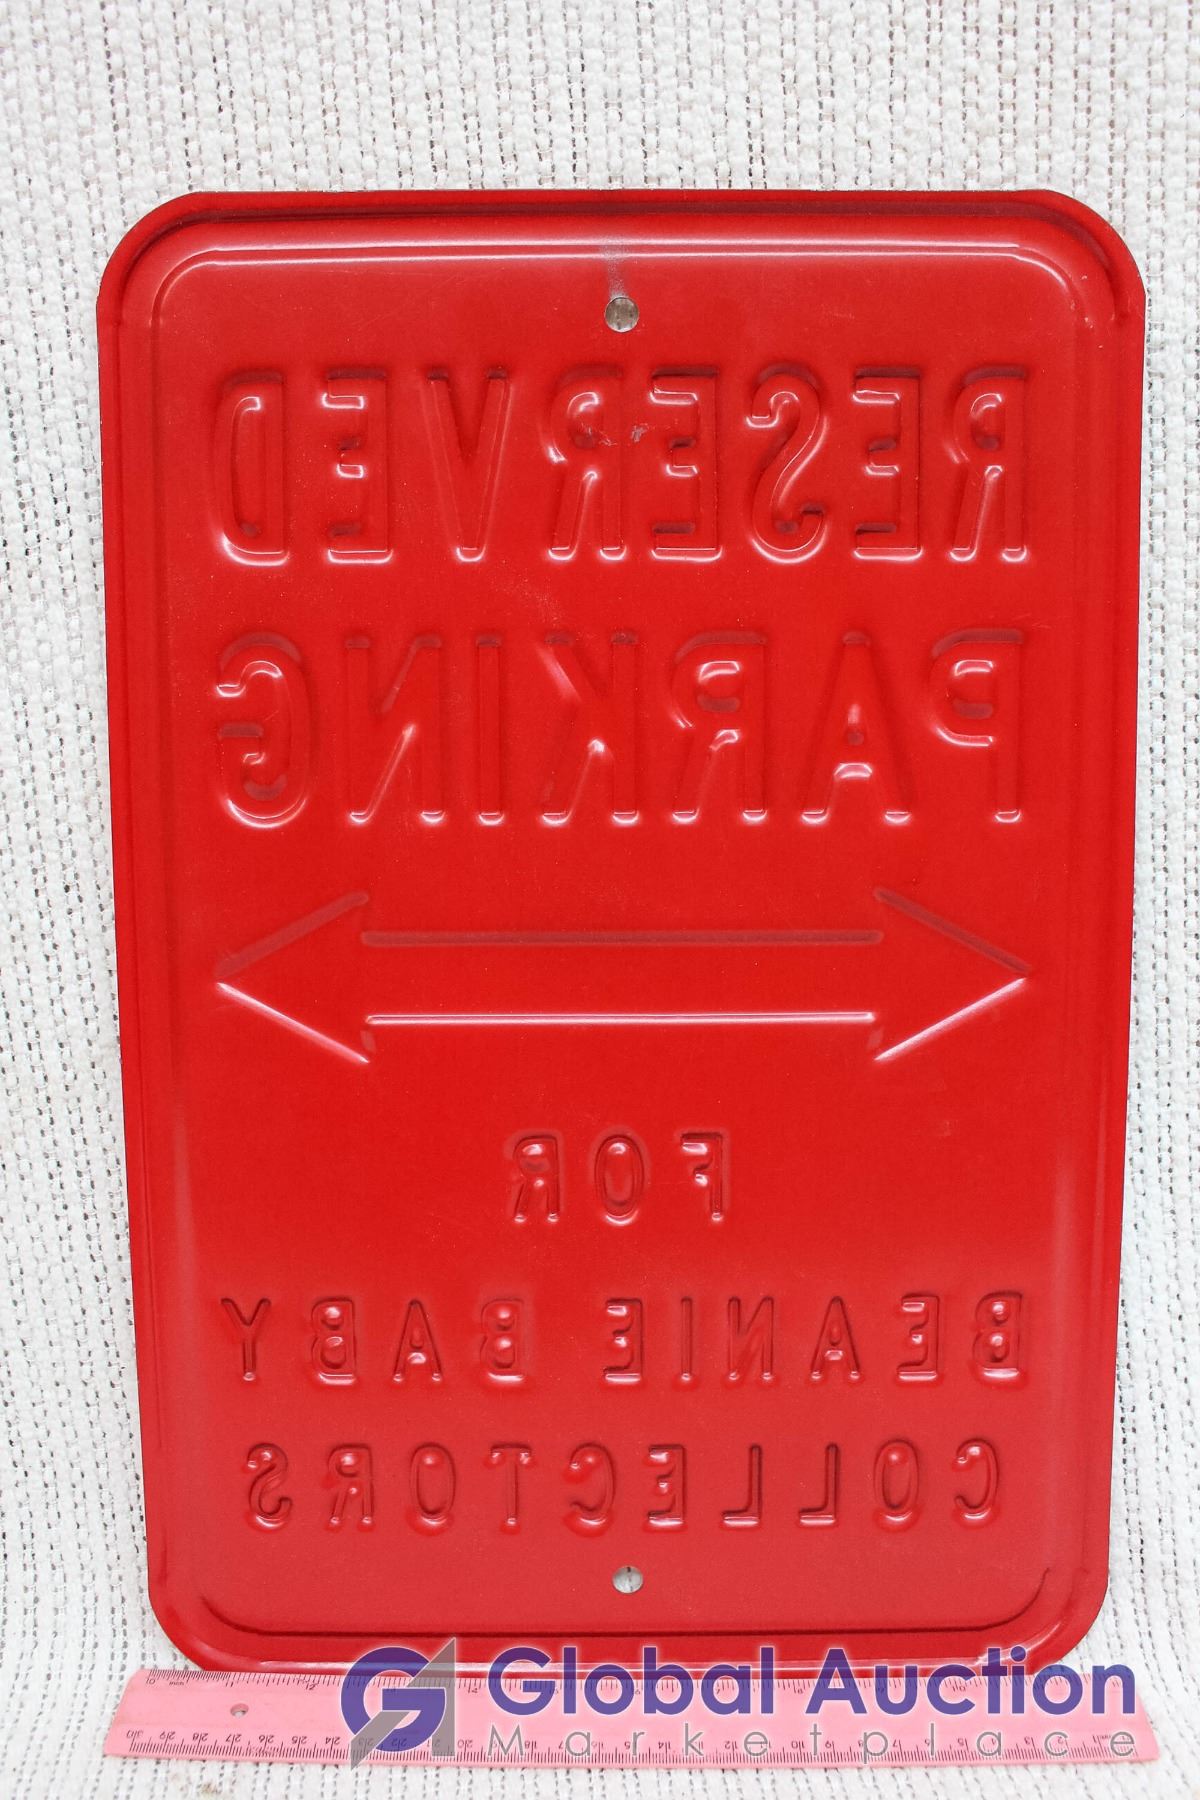 RESERVED
PARKING
FOR
BEANIE BABY
COLLECTORS
Global Auction
Marketplace